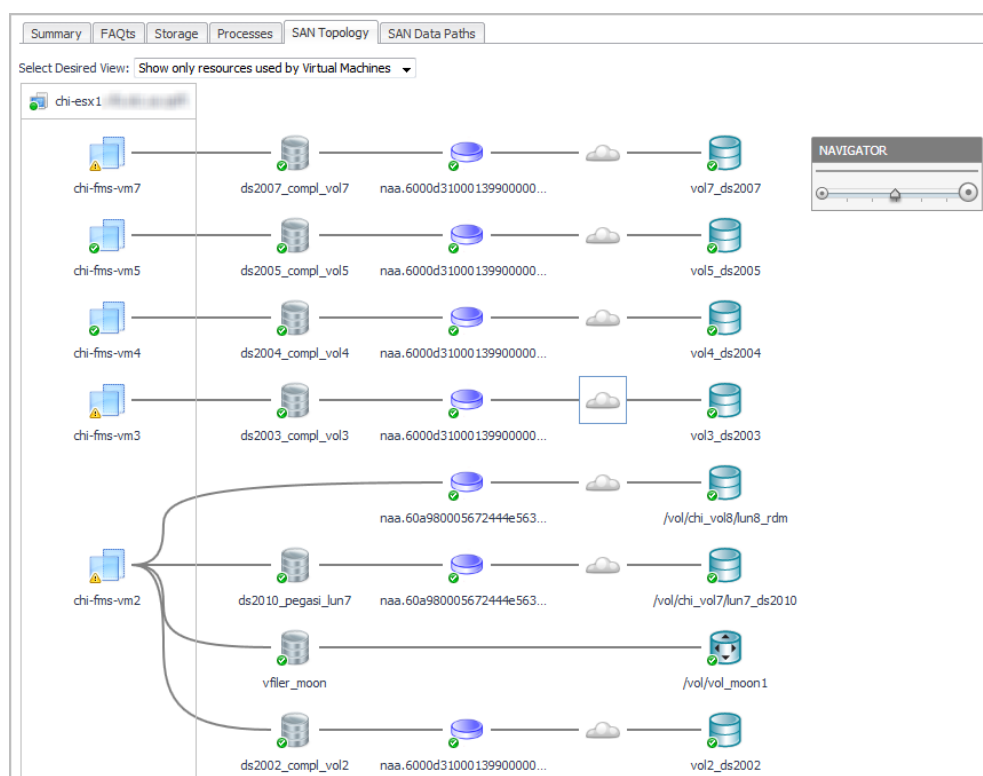 Summary FAQts Storage Processes SAN Topology SAN Data Paths
Select Desired View: Show only resources used by Virtual Machines
chi-esx1
NAVIGATOR
chi-fms-vm7 ds2007_compl_vol7 naa.6000d31000139900000... vol7_ds2007
chi-fms-vm5 ds2005_compl_vol5 naa.6000d31000139900000... vol5_ds2005
chi-fms-vm4 ds2004_compl_vol4 naa.6000d31000139900000... vol4_ds2004
chi-fms-vm3 ds2003_compl_vol3 naa.6000d31000139900000... vol3_ds2003
naa.60a980005672444e563... /vol/chi_vol8/lun8_rdm
chi-fms-vm2 ds2010_pegasi_lun7 naa.60a980005672444e563... /vol/chi_vol7/lun7_ds2010
vfiler_moon /vol/vol_moon1
ds2002_compl_vol2 naa.6000d31000139900000... vol2_ds2002